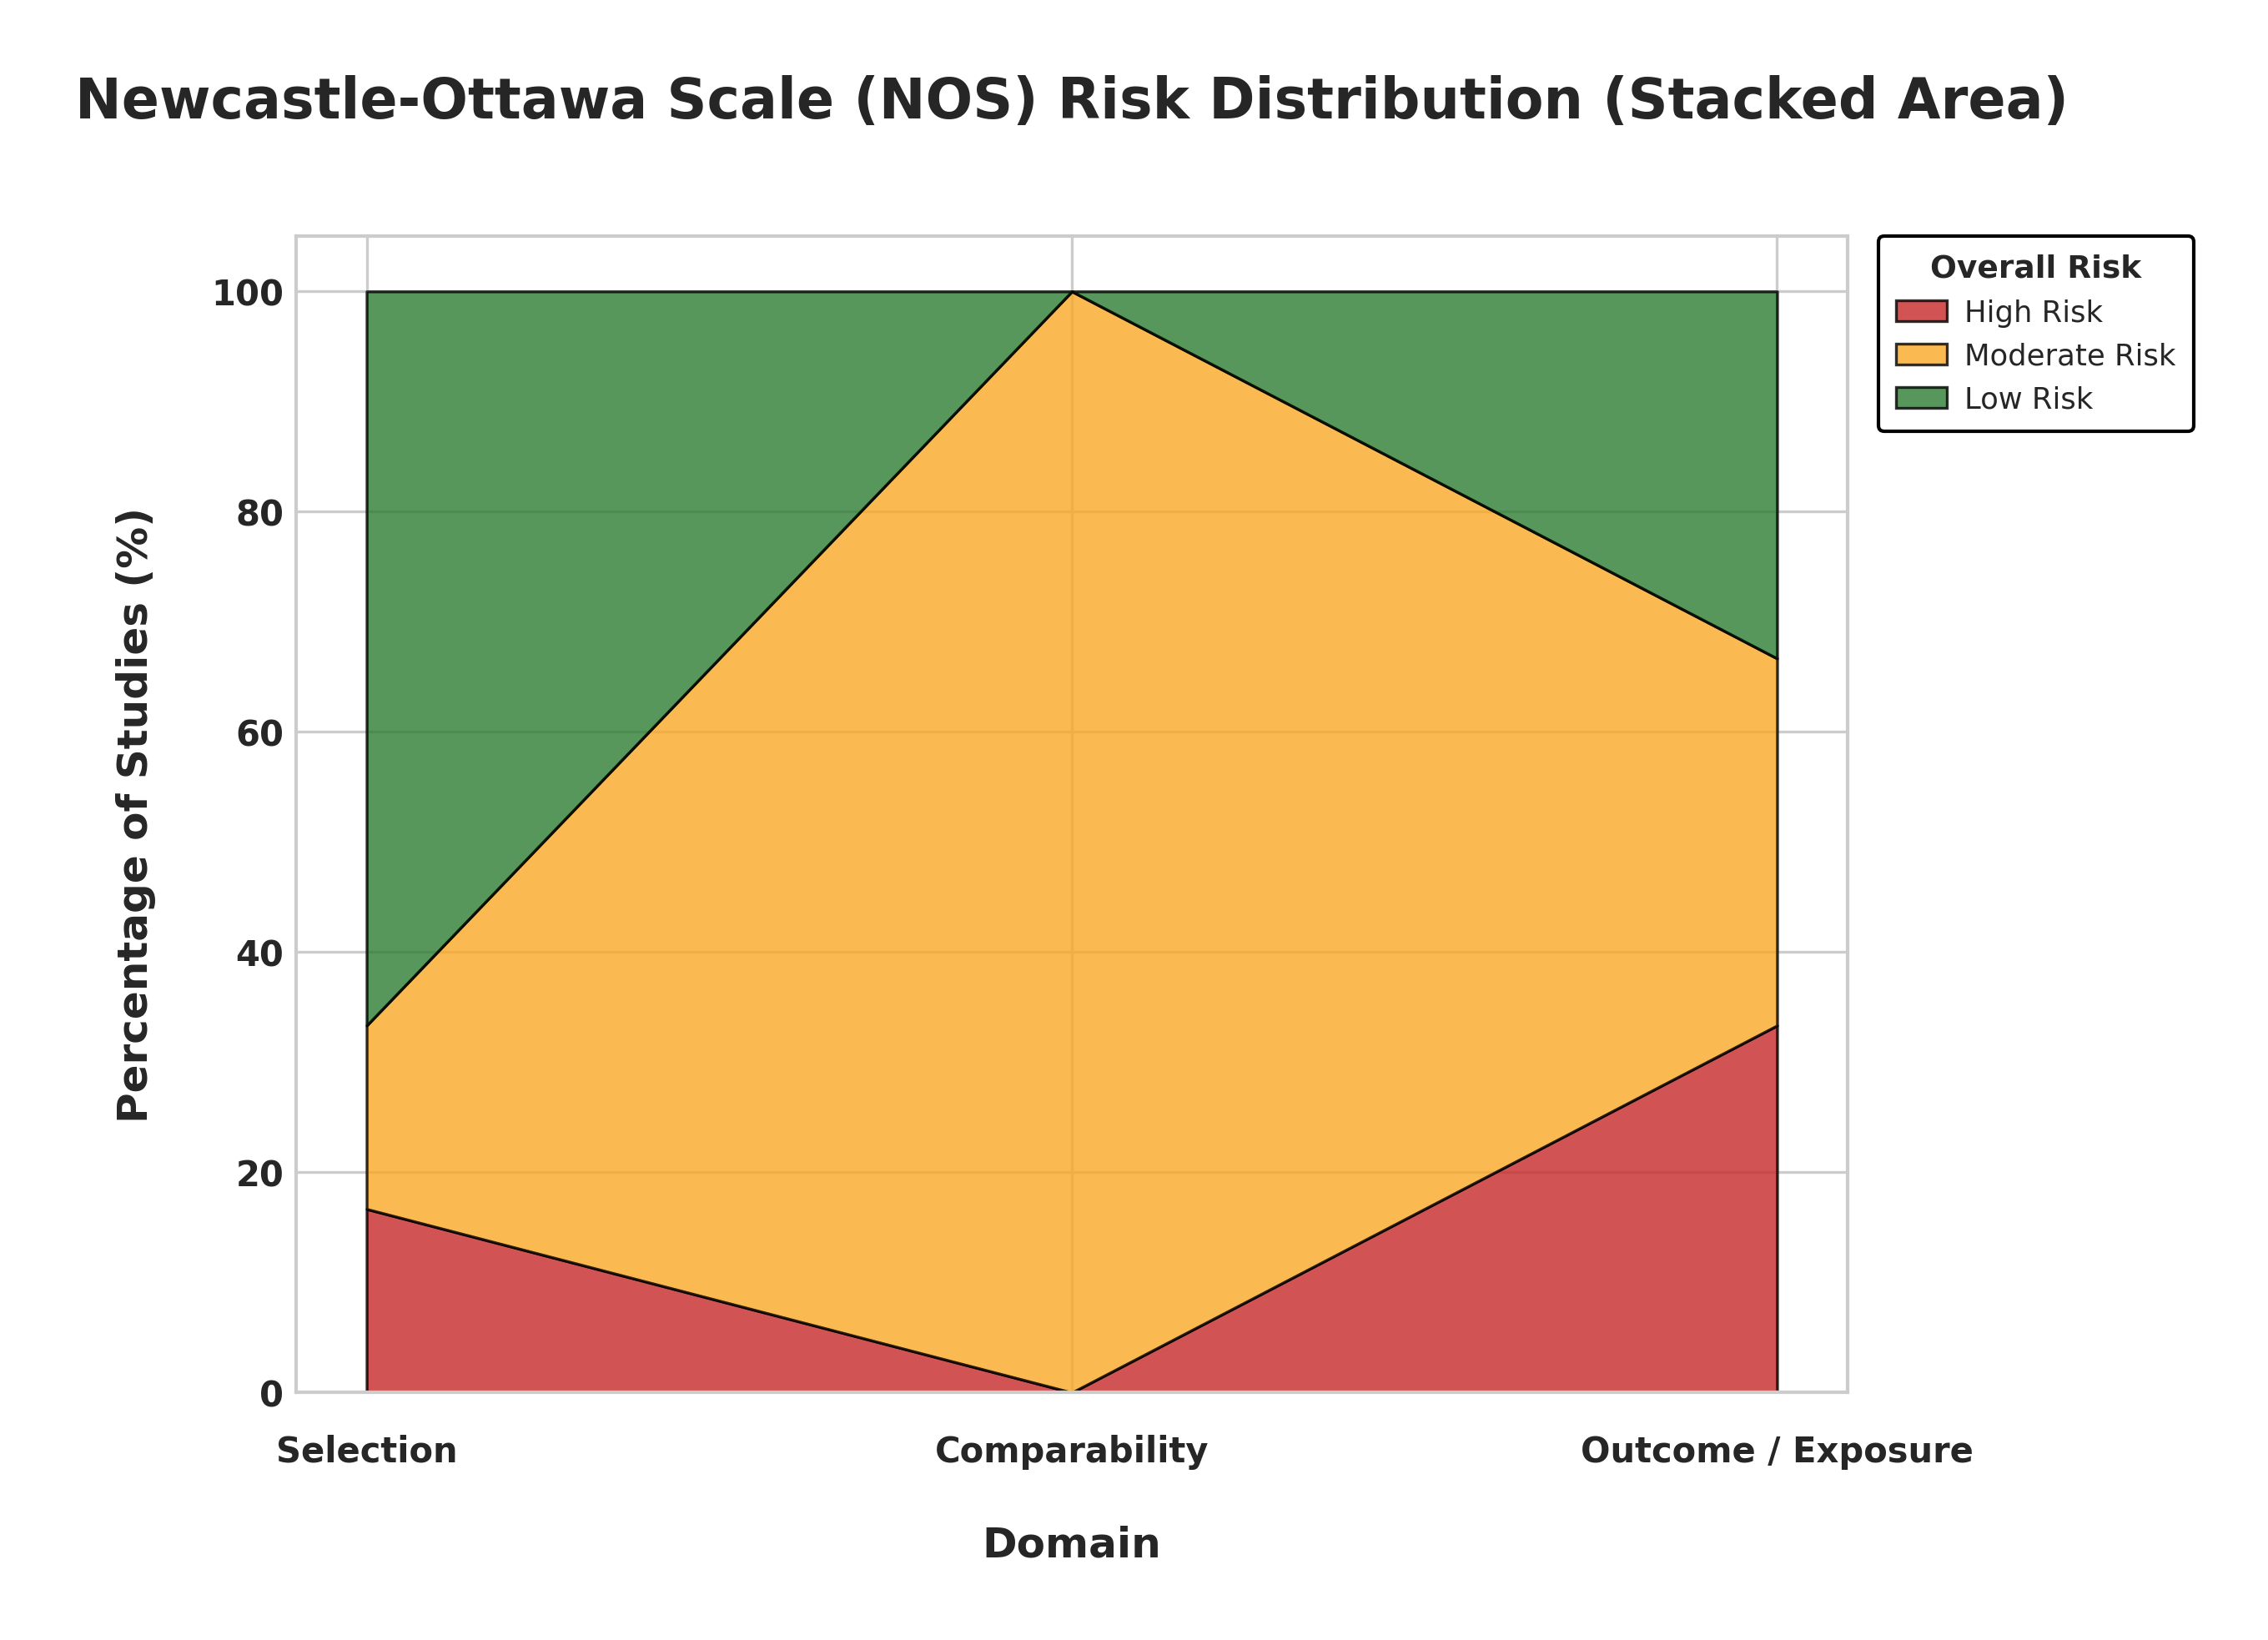 Newcastle-Ottawa Scale (NOS) Risk Distribution (Stacked Area)
Overall Risk
High Risk
Moderate Risk
Low Risk
Percentage of Studies (%)
100
80
60
40
20
0
Selection
Comparability
Outcome / Exposure
Domain